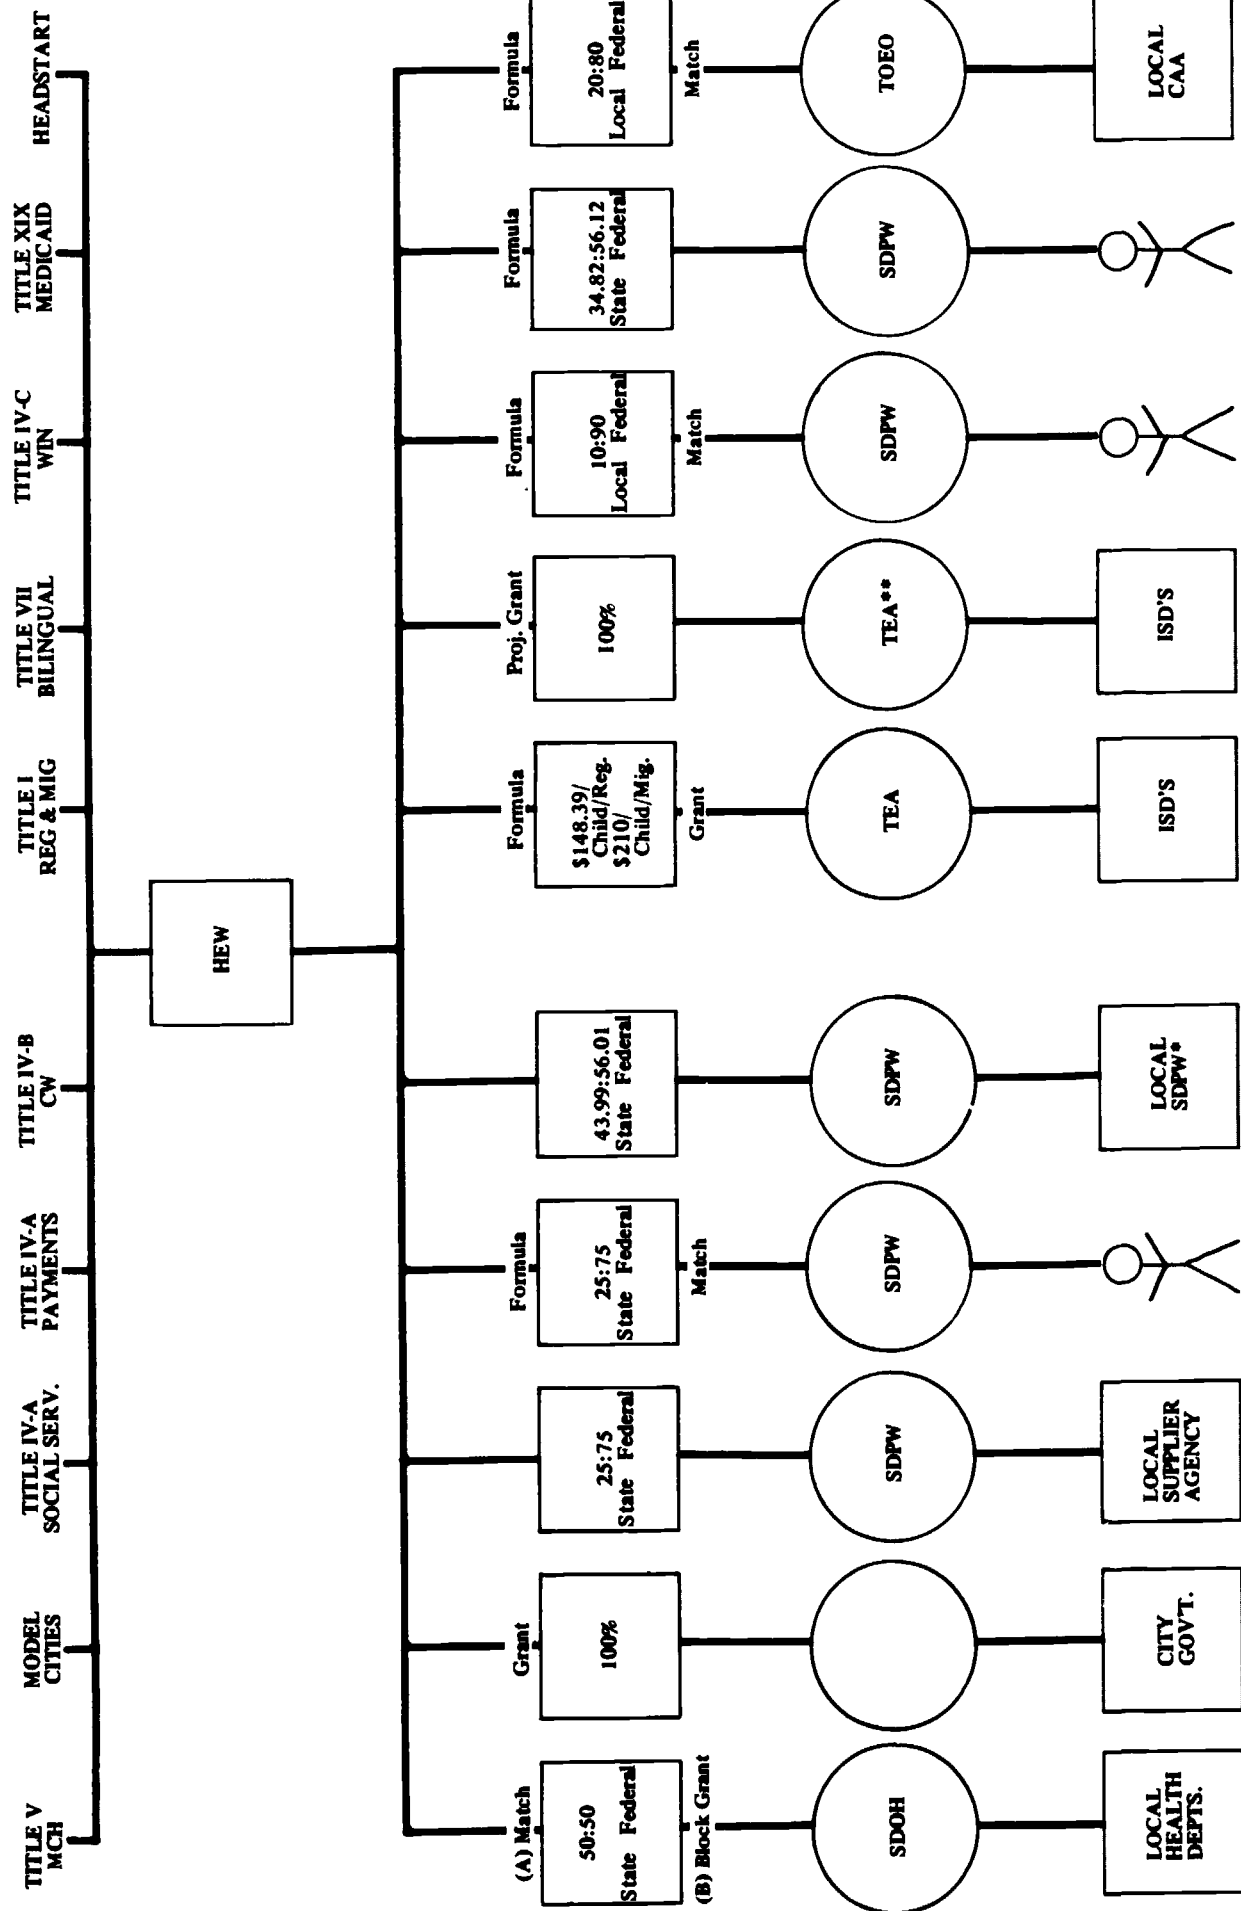 TITLE V
MCH
MODEL
CITIES
TITLE IV-A
SOCIAL SERV.
TITLE IV-A
PAYMENTS
TITLE IV-B
CW
TITLE I
REG & MIG
TITLE VII
BILINGUAL
TITLE IV-C
WIN
TITLE XIX
MEDICAID
HEADSTART
HEW
(A) Match
50:50
State Federal
(B) Block Grant
Grant
100%
25:75
State Federal
Formula
25:75
State Federal
Match
43.99:56.01
State Federal
Formula
$148.39/
Child/Reg.
$210/
Child/Mig.
Grant
Proj. Grant
100%
Formula
10:90
Local Federal
Match
Formula
34.82:56.12
State Federal
Formula
20:80
Local Federal
Match
SDOH
SDPW
SDPW
SDPW
TEA
TEA**
SDPW
SDPW
TOEO
LOCAL
HEALTH
DEPTS.
CITY
GOV'T.
LOCAL
SUPPLIER
AGENCY
LOCAL
SDPW*
ISD'S
ISD'S
LOCAL
CAA